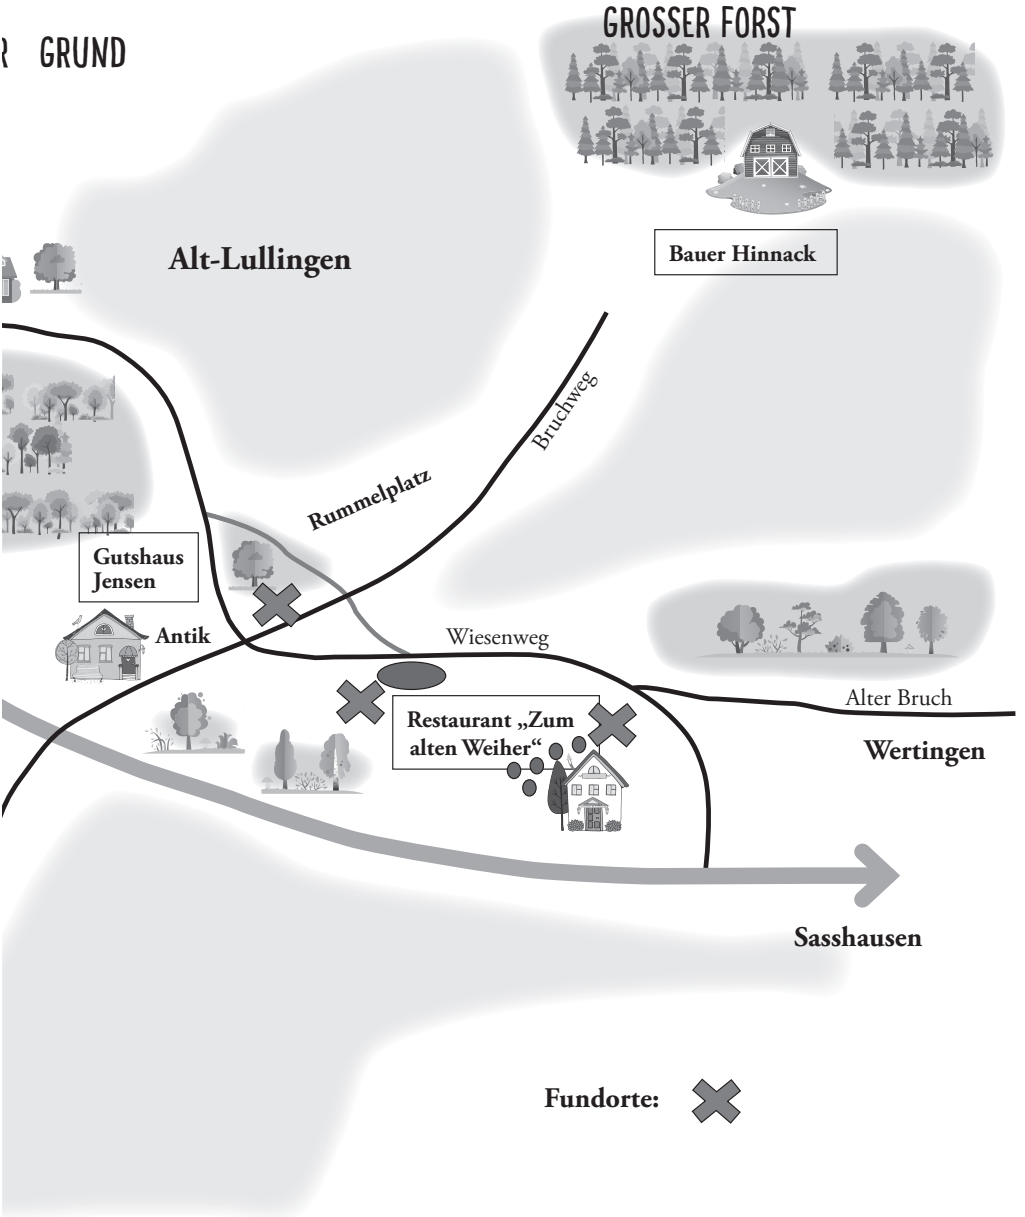 GROSSER FORST
R GRUND
Alt-Lullingen
Bauer Hinnack
Bruchweg
Rummelplatz
Gutshaus
Jensen
Antik
Wiesenweg
Restaurant „Zum
alten Weiher“
Alter Bruch
Wertingen
Sasshausen
Fundorte: